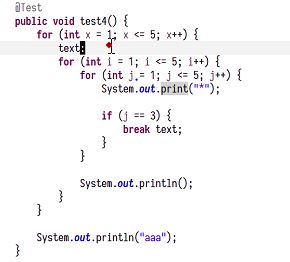 @Test
public void test4() {
    for (int x = 1; x <= 5; x++) {
        text:
        for (int i = 1; i <= 5; i++) {
            for (int j = 1; j <= 5; j++) {
                System.out.print("*");

                if (j == 3) {
                    break text;
                }
            }

            System.out.println();
        }
    }

    System.out.println("aaa");
}